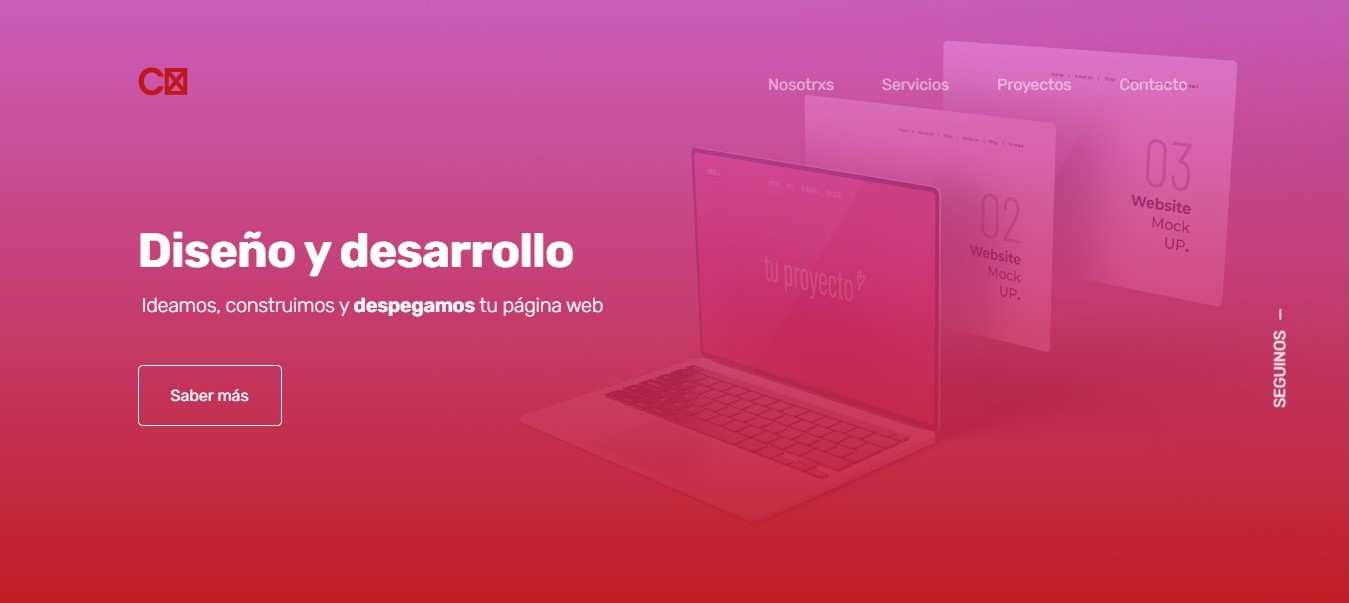 Nosotrxs Servicios Proyectos Contacto
03
Website
Mock
UP.
02
Website
Mock
UP.
tu proyecto
Diseño y desarrollo
Ideamos, construimos y despegamos tu página web
Saber más
SEGUINOS —